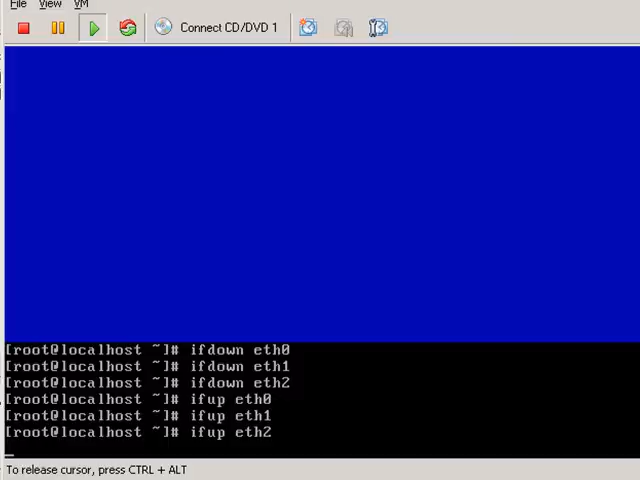 File View VM
Connect CD/DVD 1
[root@localhost ~]# ifdown eth0
[root@localhost ~]# ifdown eth1
[root@localhost ~]# ifdown eth2
[root@localhost ~]# ifup eth0
[root@localhost ~]# ifup eth1
[root@localhost ~]# ifup eth2
To release cursor, press CTRL + ALT